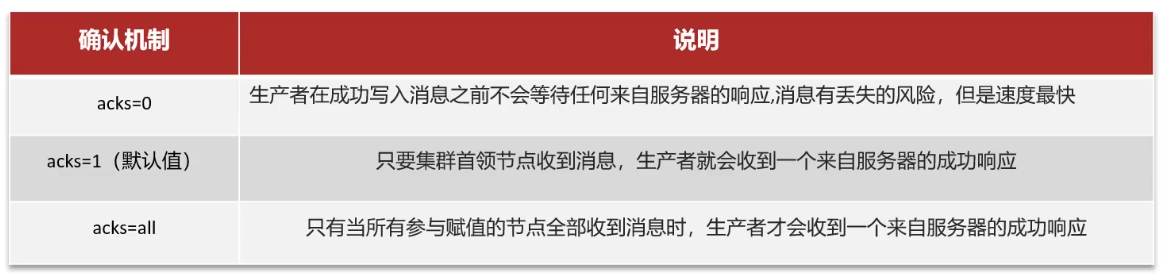 确认机制 说明
acks=0 生产者在成功写入消息之前不会等待任何来自服务器的响应,消息有丢失的风险，但是速度最快
acks=1（默认值） 只要集群首领节点收到消息，生产者就会收到一个来自服务器的成功响应
acks=all 只有当所有参与赋值的节点全部收到消息时，生产者才会收到一个来自服务器的成功响应